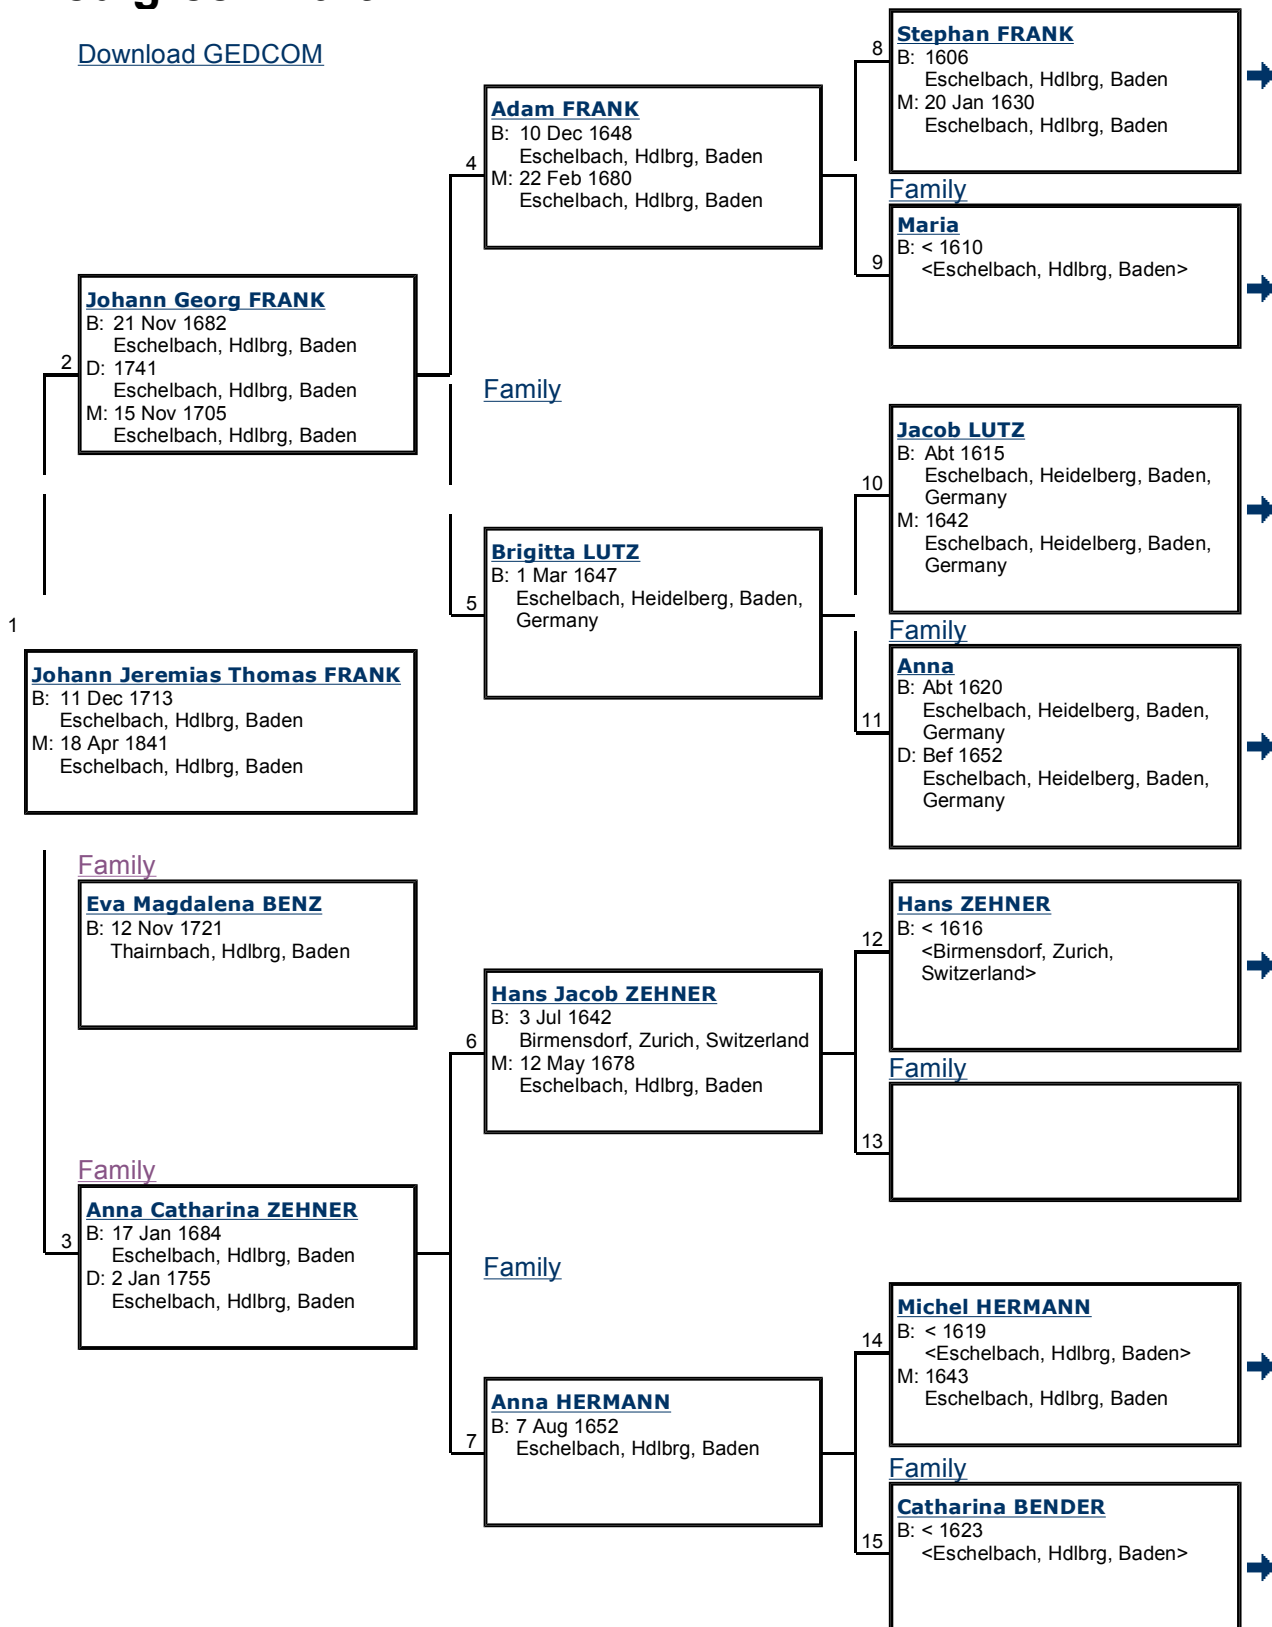 Download GEDCOM
8
Stephan FRANK
B: 1606
Eschelbach, Hdlbrg, Baden
M: 20 Jan 1630
Eschelbach, Hdlbrg, Baden
4
Adam FRANK
B: 10 Dec 1648
Eschelbach, Hdlbrg, Baden
M: 22 Feb 1680
Eschelbach, Hdlbrg, Baden
Family
9
Maria
B: < 1610
<Eschelbach, Hdlbrg, Baden>
2
Johann Georg FRANK
B: 21 Nov 1682
Eschelbach, Hdlbrg, Baden
D: 1741
Eschelbach, Hdlbrg, Baden
M: 15 Nov 1705
Eschelbach, Hdlbrg, Baden
Family
10
Jacob LUTZ
B: Abt 1615
Eschelbach, Heidelberg, Baden,
Germany
M: 1642
Eschelbach, Heidelberg, Baden,
Germany
5
Brigitta LUTZ
B: 1 Mar 1647
Eschelbach, Heidelberg, Baden,
Germany
Family
11
Anna
B: Abt 1620
Eschelbach, Heidelberg, Baden,
Germany
D: Bef 1652
Eschelbach, Heidelberg, Baden,
Germany
1
Johann Jeremias Thomas FRANK
B: 11 Dec 1713
Eschelbach, Hdlbrg, Baden
M: 18 Apr 1841
Eschelbach, Hdlbrg, Baden
Family
Eva Magdalena BENZ
B: 12 Nov 1721
Thairnbach, Hdlbrg, Baden
12
Hans ZEHNER
B: < 1616
<Birmensdorf, Zurich,
Switzerland>
6
Hans Jacob ZEHNER
B: 3 Jul 1642
Birmensdorf, Zurich, Switzerland
M: 12 May 1678
Eschelbach, Hdlbrg, Baden
Family
13
Family
3
Anna Catharina ZEHNER
B: 17 Jan 1684
Eschelbach, Hdlbrg, Baden
D: 2 Jan 1755
Eschelbach, Hdlbrg, Baden
Family
14
Michel HERMANN
B: < 1619
<Eschelbach, Hdlbrg, Baden>
M: 1643
Eschelbach, Hdlbrg, Baden
7
Anna HERMANN
B: 7 Aug 1652
Eschelbach, Hdlbrg, Baden
Family
15
Catharina BENDER
B: < 1623
<Eschelbach, Hdlbrg, Baden>